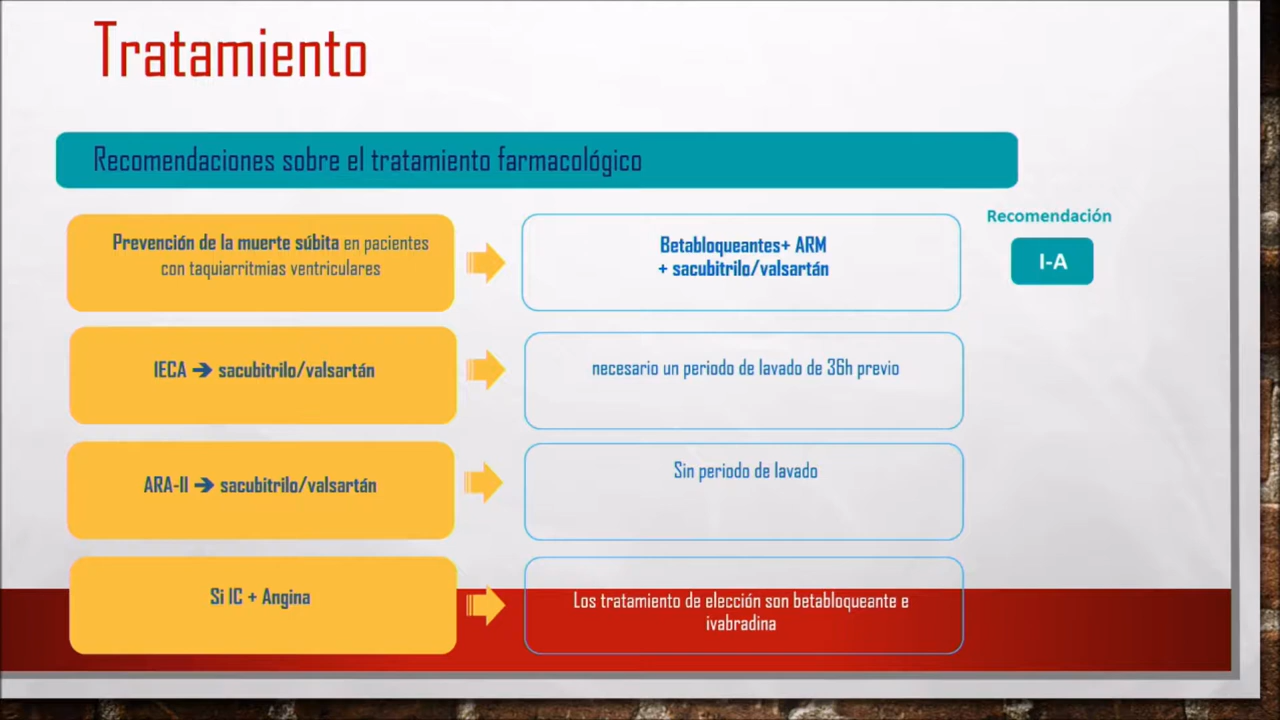 Tratamiento
Recomendaciones sobre el tratamiento farmacológico
Recomendación
Prevención de la muerte súbita en pacientes
con taquiarritmias ventriculares
Betabloqueantes+ ARM
+ sacubitrilo/valsartán
I-A
IECA ➔ sacubitrilo/valsartán
necesario un periodo de lavado de 36h previo
ARA-II ➔ sacubitrilo/valsartán
Sin periodo de lavado
Si IC + Angina
Los tratamiento de elección son betabloqueante e
ivabradina